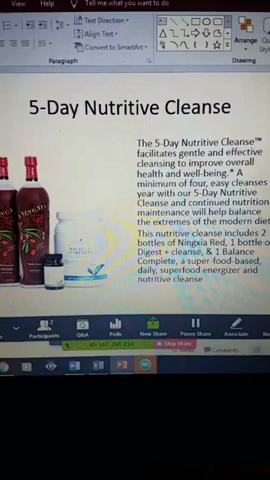 View
Help
Tell me what you want to do
Text Direction
Align Text
Convert to SmartArt
Arrange
Paragraph
Drawing
5-Day Nutritive Cleanse
The 5-Day Nutritive Cleanse™
facilitates gentle and effective
cleansing to improve overall
health and well-being.* A
minimum of four, easy cleanses
year with our 5-Day Nutritive
Cleanse and continued nutrition
maintenance will help balance
the extremes of the modern diet
This nutritive cleanse includes 2
bottles of Ningxia Red, 1 bottle o
Digest + cleanse, & 1 Balance
Complete, a super-food-based,
daily, superfood energizer and
nutritive cleanse
NINGXIA
RED
Participants
Q&A
Polls
New Share
Pause Share
Annotate
Stop Share
Notes
Comments